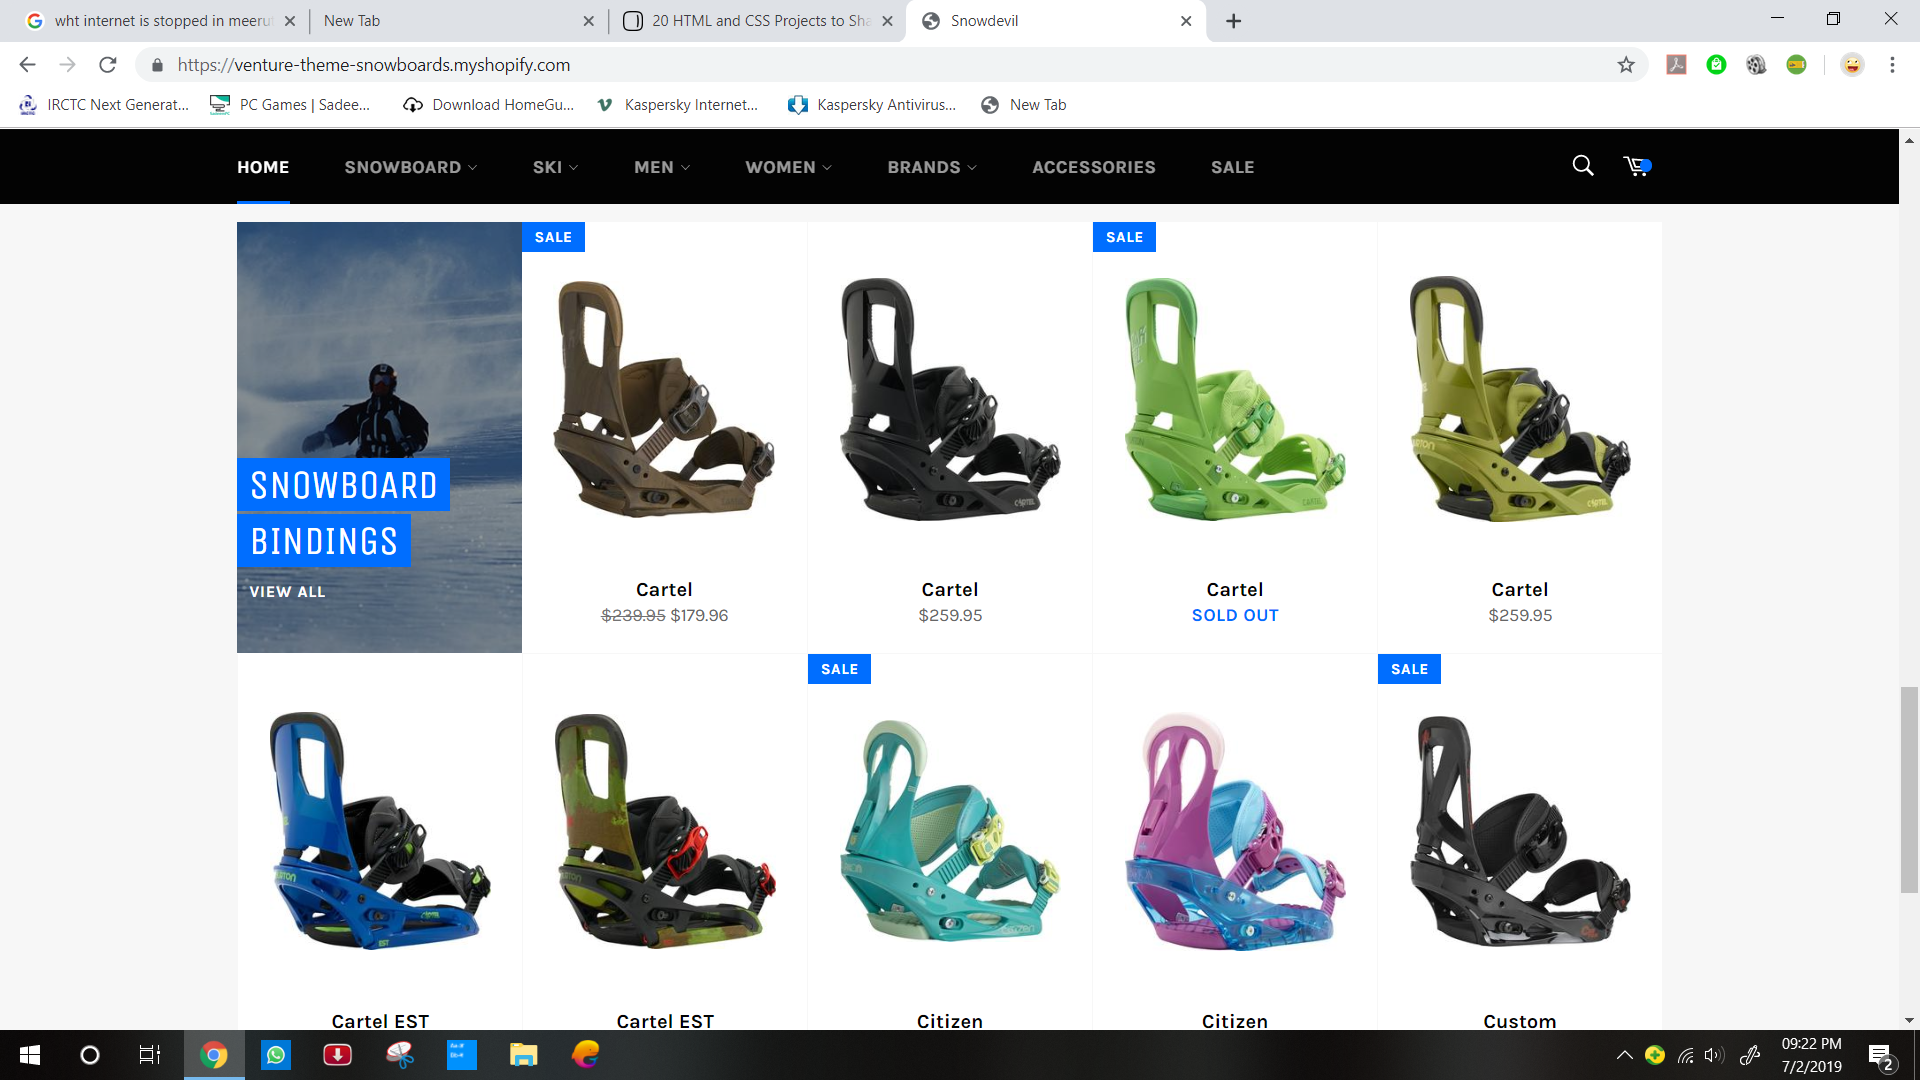 wht internet is stopped in meeru
New Tab
20 HTML and CSS Projects to Sha
Snowdevil
https://venture-theme-snowboards.myshopify.com
IRCTC Next Generat...
PC Games | Sadee...
Download HomeGu...
Kaspersky Internet...
Kaspersky Antivirus...
New Tab
HOME
SNOWBOARD
SKI
MEN
WOMEN
BRANDS
ACCESSORIES
SALE
SNOWBOARD
BINDINGS
VIEW ALL
SALE
Cartel
$239.95 $179.96
Cartel
$259.95
SALE
Cartel
SOLD OUT
Cartel
$259.95
Cartel EST
Cartel EST
SALE
Citizen
Citizen
SALE
Custom
09:22 PM
7/2/2019
2